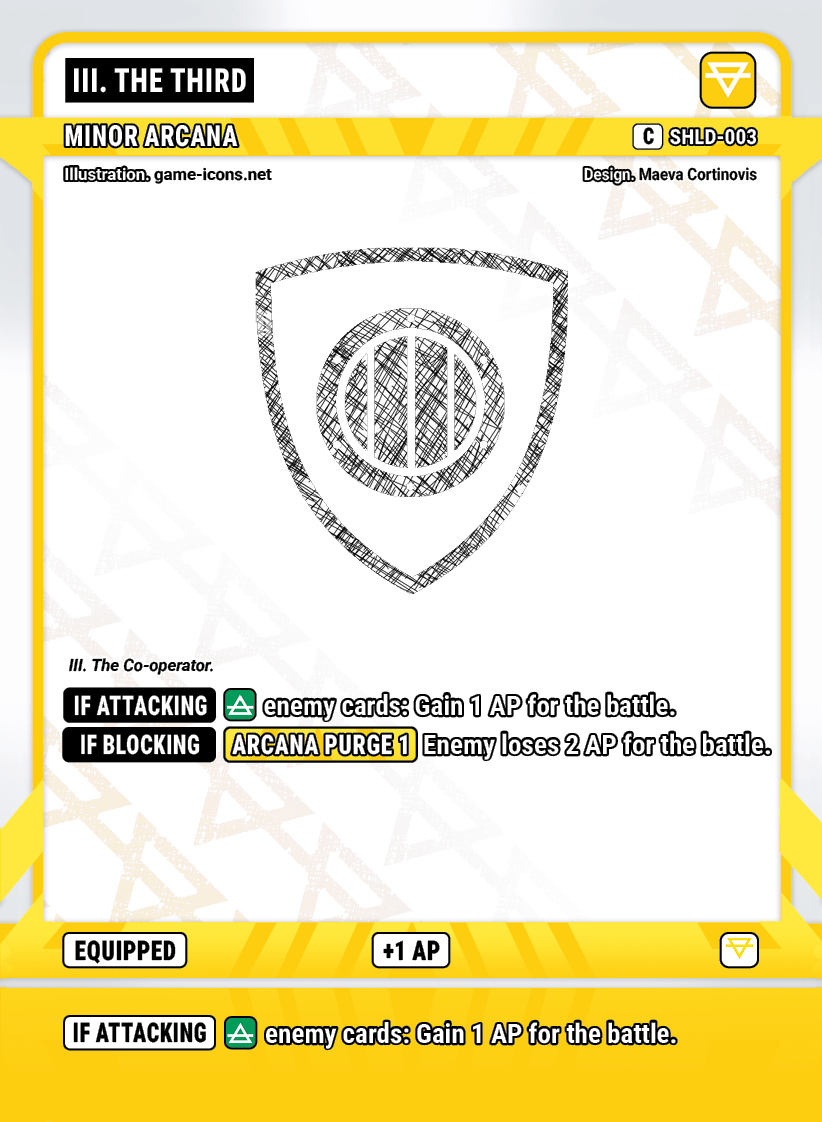 III. THE THIRD
MINOR ARCANA
C SHLD-003
Illustration. game-icons.net
Design. Maeva Cortinovis
III. The Co-operator.
IF ATTACKING enemy cards: Gain 1 AP for the battle.
IF BLOCKING ARCANA PURGE 1 Enemy loses 2 AP for the battle.
EQUIPPED
+1 AP
IF ATTACKING enemy cards: Gain 1 AP for the battle.